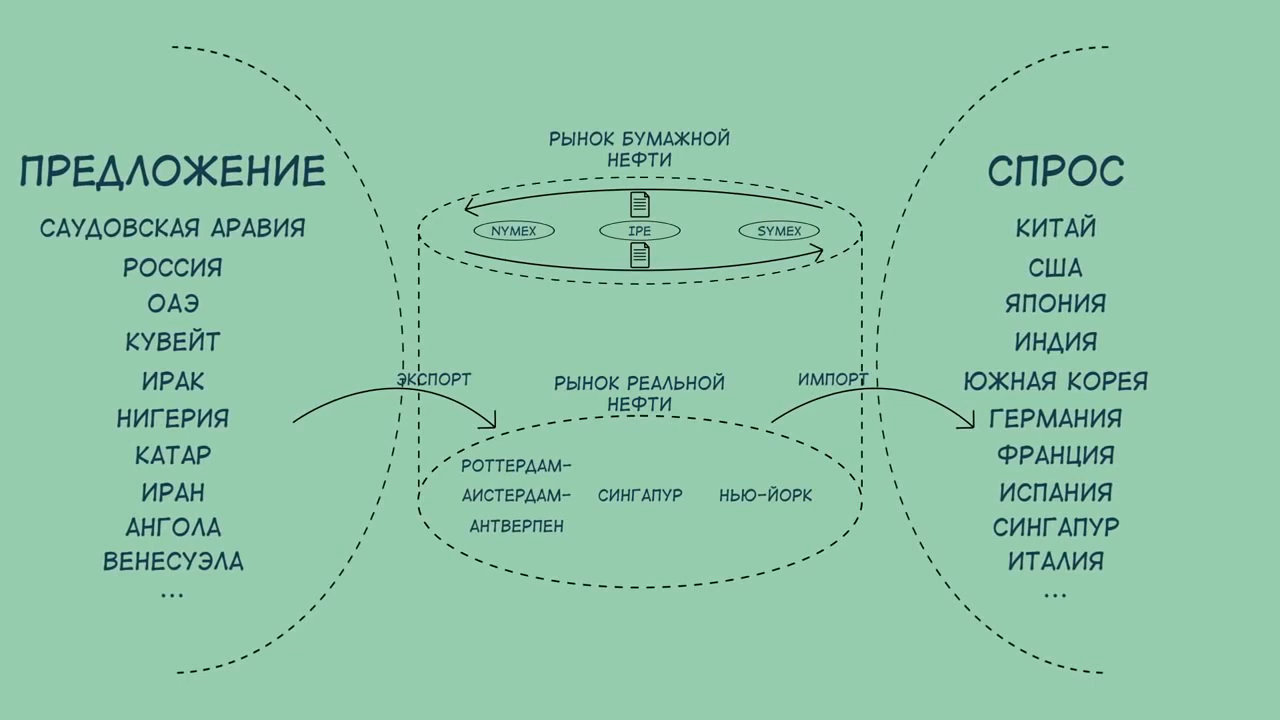 ПРЕДЛОЖЕНИЕ
САУДОВСКАЯ АРАВИЯ
РОССИЯ
ОАЭ
КУВЕЙТ
ИРАК
НИГЕРИЯ
КАТАР
ИРАН
АНГОЛА
ВЕНЕСУЭЛА
...
РЫНОК БУМАЖНОЙ
НЕФТИ
NYMEX
IPE
SYMEX
ЭКСПОРТ
РЫНОК РЕАЛЬНОЙ
НЕФТИ
ИМПОРТ
РОТТЕРДАМ-
АИСТЕРДАМ-
АНТВЕРПЕН
СИНГАПУР
НЬЮ-ЙОРК
СПРОС
КИТАЙ
США
ЯПОНИЯ
ИНДИЯ
ЮЖНАЯ КОРЕЯ
ГЕРМАНИЯ
ФРАНЦИЯ
ИСПАНИЯ
СИНГАПУР
ИТАЛИЯ
...